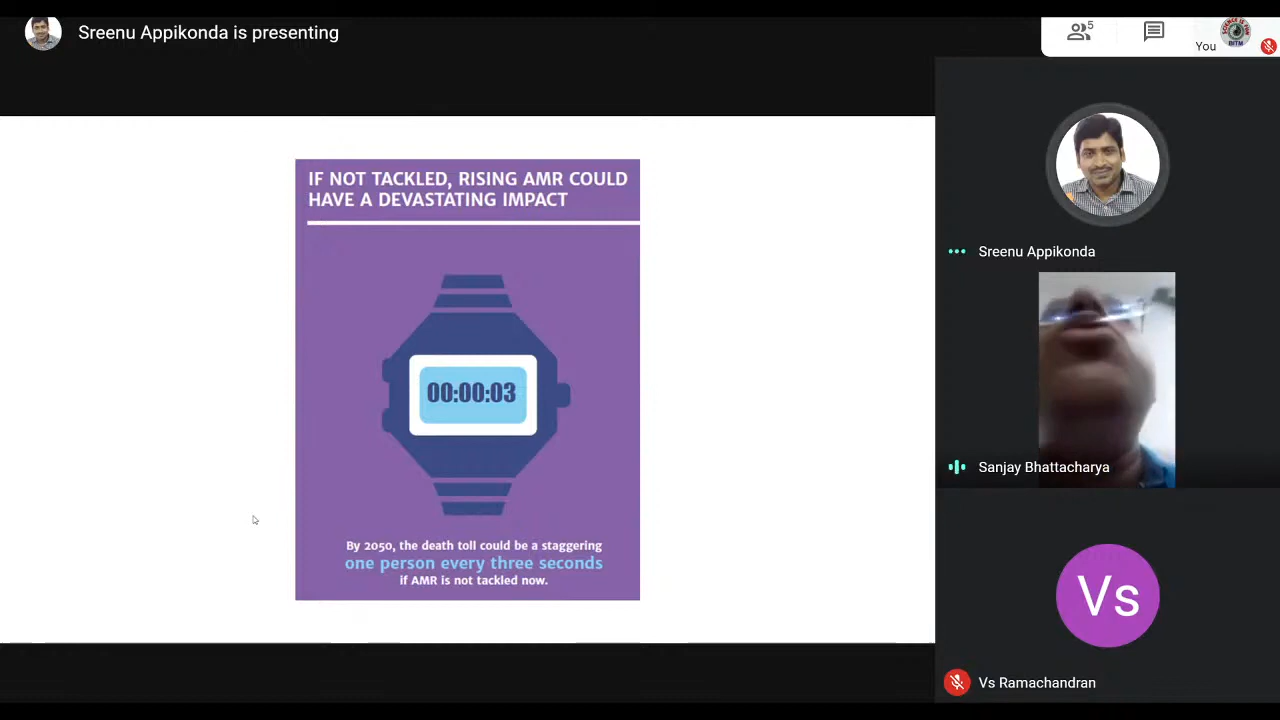 Sreenu Appikonda is presenting
5
You
IF NOT TACKLED, RISING AMR COULD
HAVE A DEVASTATING IMPACT
00:00:03
By 2050, the death toll could be a staggering
one person every three seconds
if AMR is not tackled now.
Sreenu Appikonda
Sanjay Bhattacharya
Vs
Vs Ramachandran